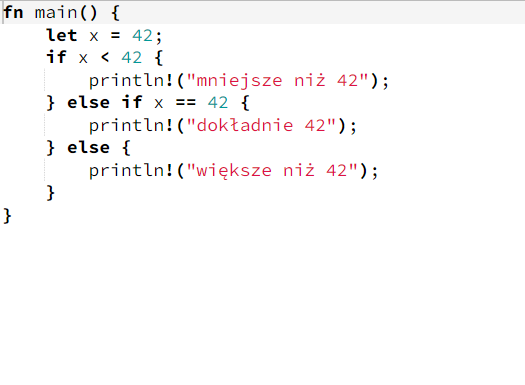 fn main() {
    let x = 42;
    if x < 42 {
        println!("mniejsze niż 42");
    } else if x == 42 {
        println!("dokładnie 42");
    } else {
        println!("większe niż 42");
    }
}